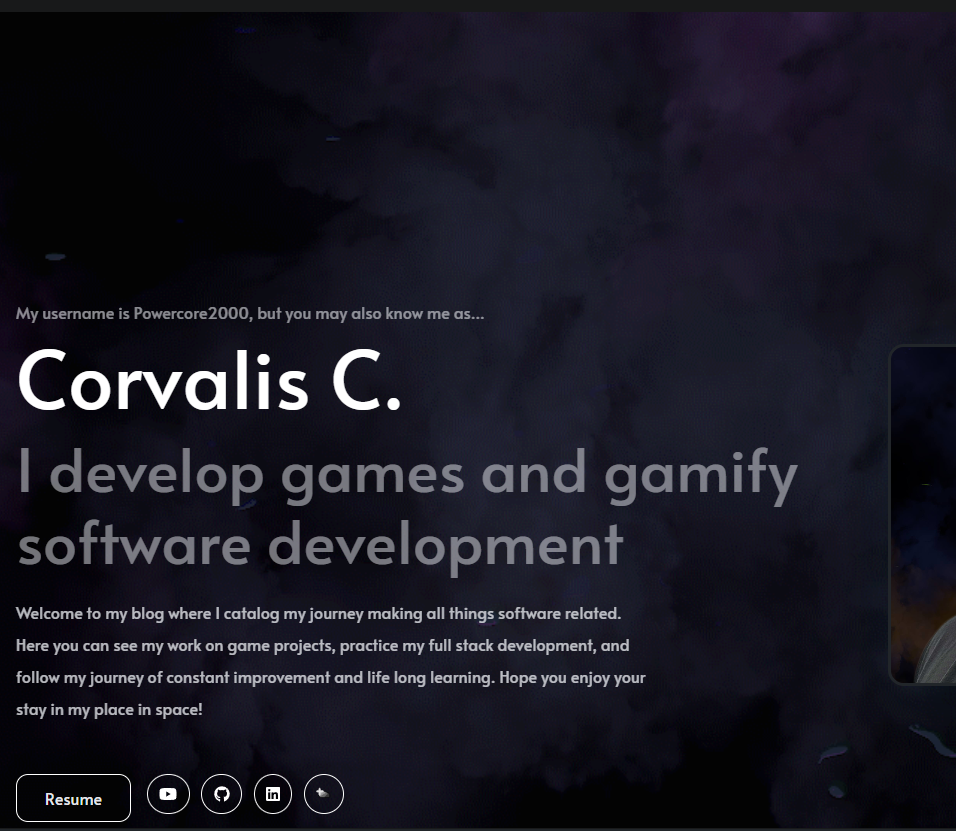 My username is Powercore2000, but you may also know me as...
Corvalis C.
I develop games and gamify
software development
Welcome to my blog where I catalog my journey making all things software related.
Here you can see my work on game projects, practice my full stack development, and
follow my journey of constant improvement and life long learning. Hope you enjoy your
stay in my place in space!
Resume